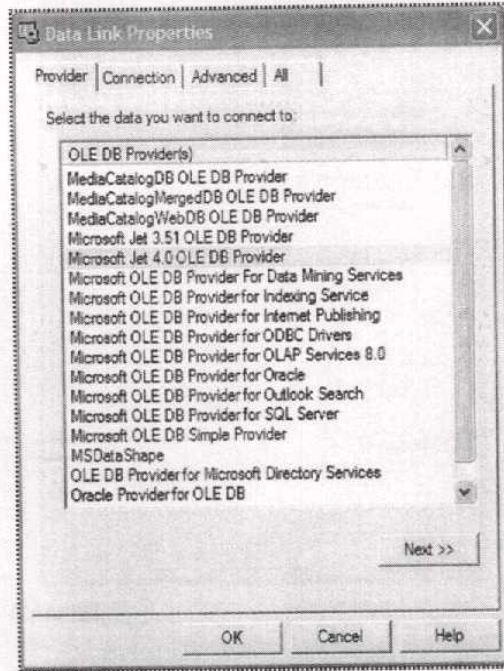 Data Link Properties
Provider Connection Advanced All
Select the data you want to connect to:
OLE DB Provider(s)
MediaCatalogDB OLE DB Provider
MediaCatalogMergedDB OLE DB Provider
MediaCatalogWebDB OLE DB Provider
Microsoft Jet 3.51 OLE DB Provider
Microsoft Jet 4.0 OLE DB Provider
Microsoft OLE DB Provider For Data Mining Services
Microsoft OLE DB Provider for Indexing Service
Microsoft OLE DB Provider for Internet Publishing
Microsoft OLE DB Provider for ODBC Drivers
Microsoft OLE DB Provider for OLAP Services 8.0
Microsoft OLE DB Provider for Oracle
Microsoft OLE DB Provider for Outlook Search
Microsoft OLE DB Provider for SQL Server
Microsoft OLE DB Simple Provider
MSDataShape
OLE DB Provider for Microsoft Directory Services
Oracle Provider for OLE DB
Next >>
OK Cancel Help